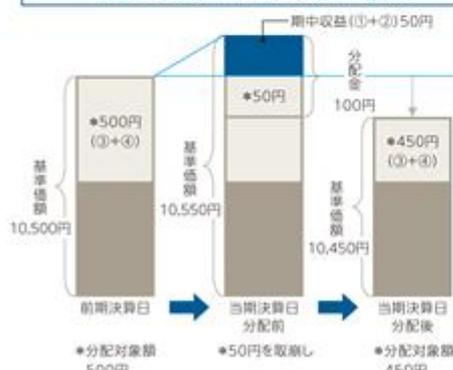 期中収益(①+②)50円
*50円
分配金
100円
*500円
(③+④)
*450円
(③+④)
基準価額
10,500円
基準価額
10,550円
基準価額
10,450円
前期決算日
当期決算日
分配前
当期決算日
分配後
*分配対象額
500円
*50円を取崩し
*分配対象額
450円